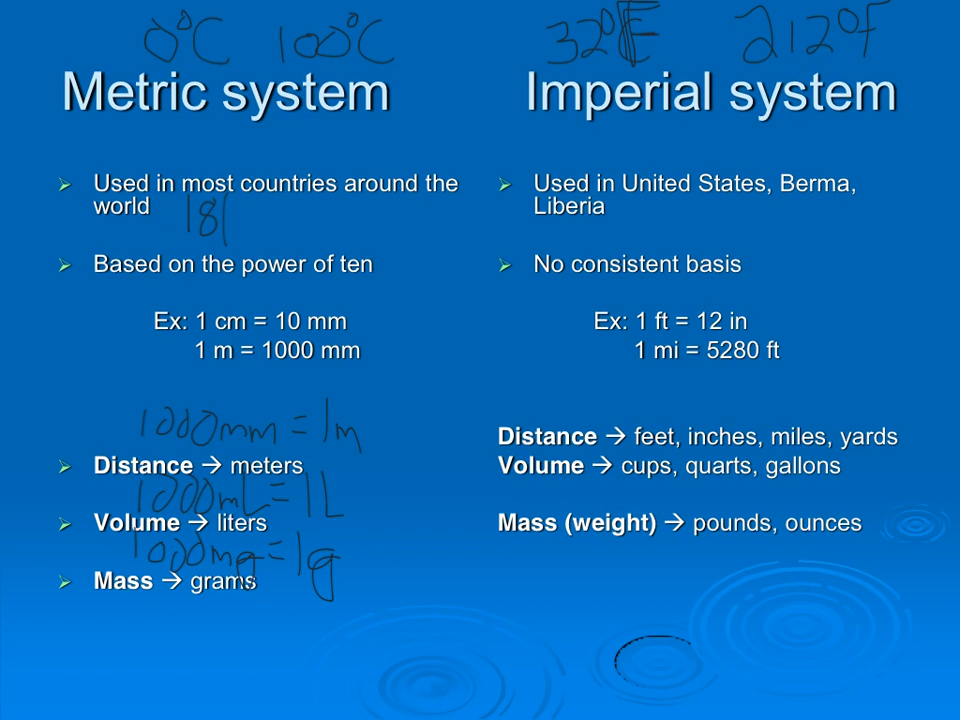 0°C 100°C 32°F 212°F
Metric system
Imperial system
➢ Used in most countries around the
world
➢ Based on the power of ten
Ex: 1 cm = 10 mm
1 m = 1000 mm
1000mm = 1m
➢ Distance → meters
1000mL = 1L
➢ Volume → liters
1000mg = 1g
➢ Mass → grams
➢ Used in United States, Berma,
Liberia
➢ No consistent basis
Ex: 1 ft = 12 in
1 mi = 5280 ft
Distance → feet, inches, miles, yards
Volume → cups, quarts, gallons
Mass (weight) → pounds, ounces